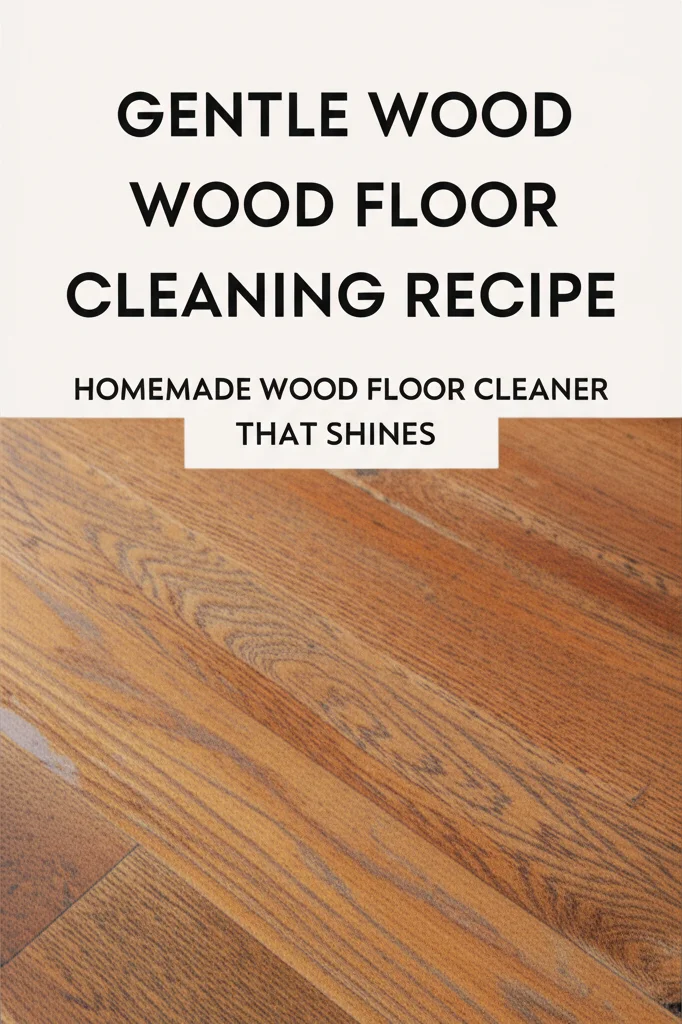 GENTLE WOOD
WOOD FLOOR
CLEANING RECIPE
HOMEMADE WOOD FLOOR CLEANER
THAT SHINES